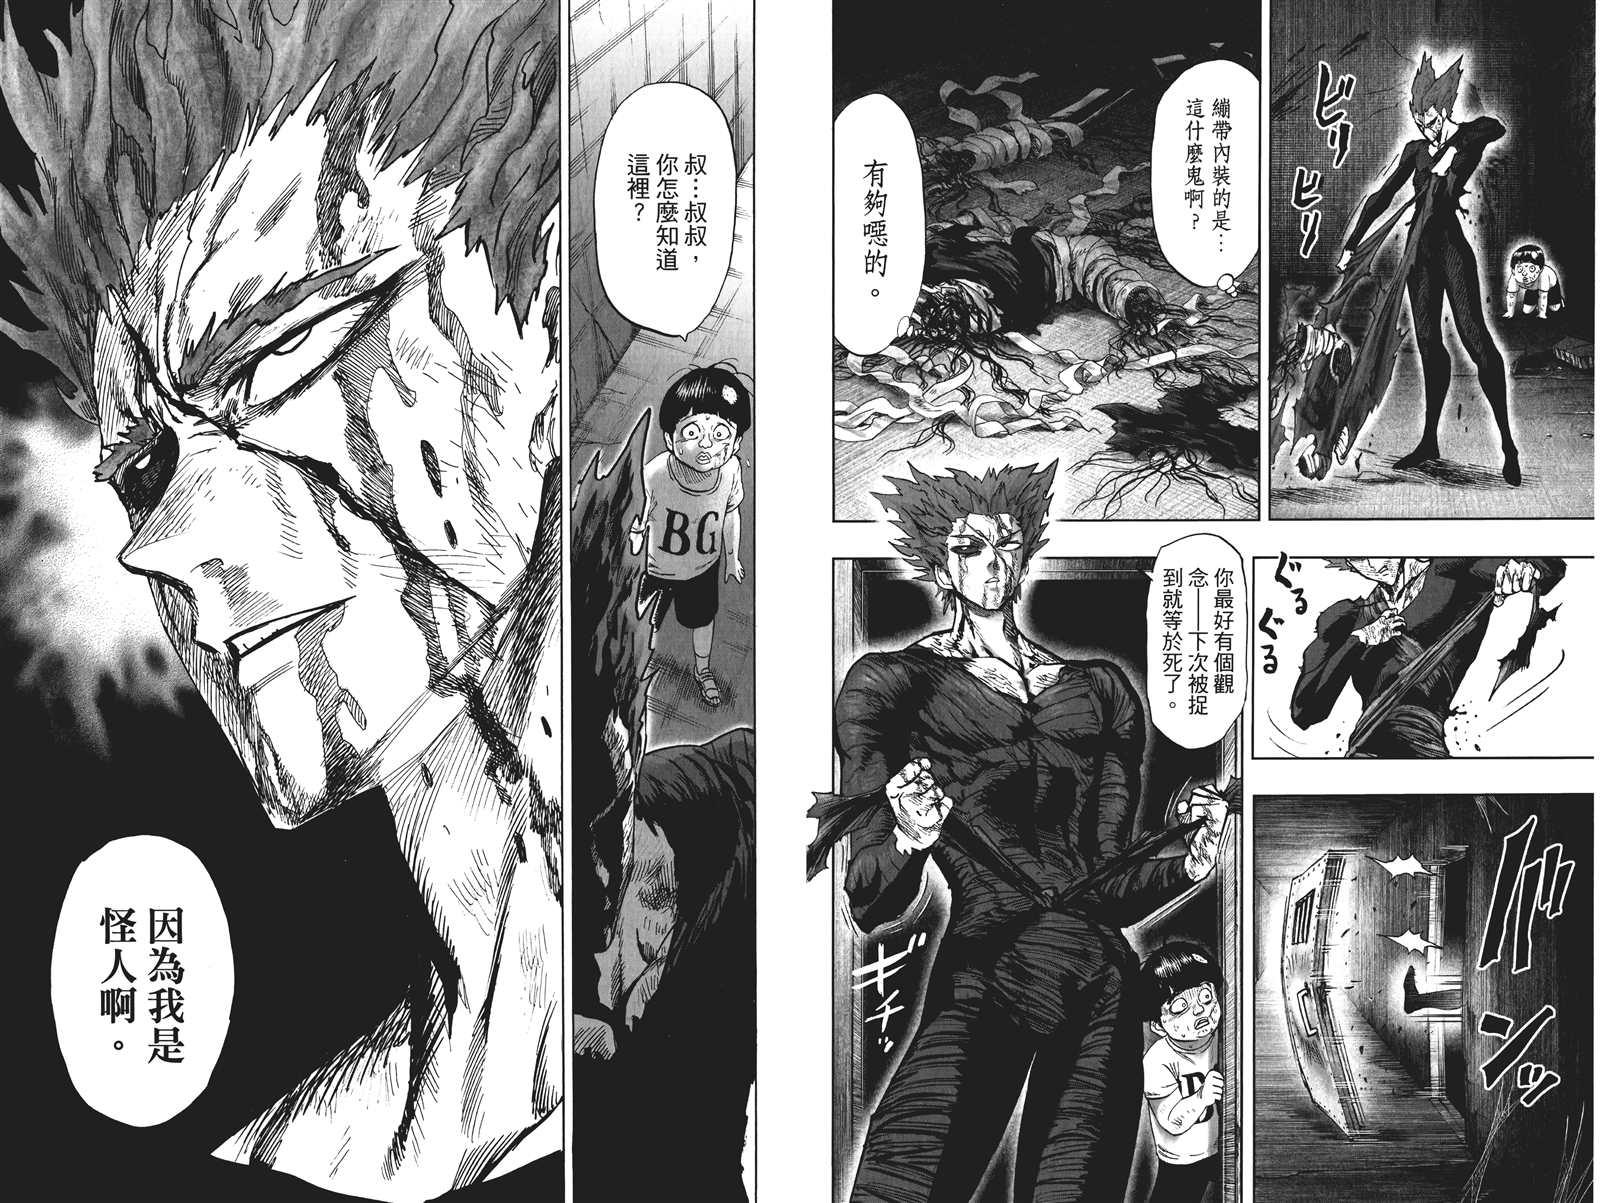 ビリ
ビリ
繃帶內裝的是…
這什麼鬼啊？
有夠噁的。
ぐる
ぐる
你最好有個觀
念——下次被捉
到就等於死了。
ギチ
BG
叔…叔叔，
你怎麼知道
這裡？
因為我是
怪人啊。